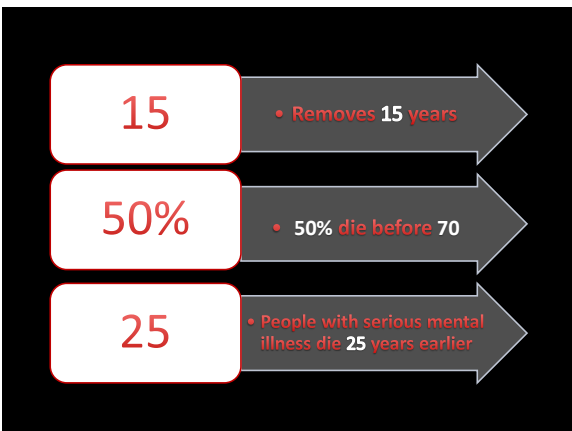 15
• Removes 15 years
50%
• 50% die before 70
25
• People with serious mental
illness die 25 years earlier